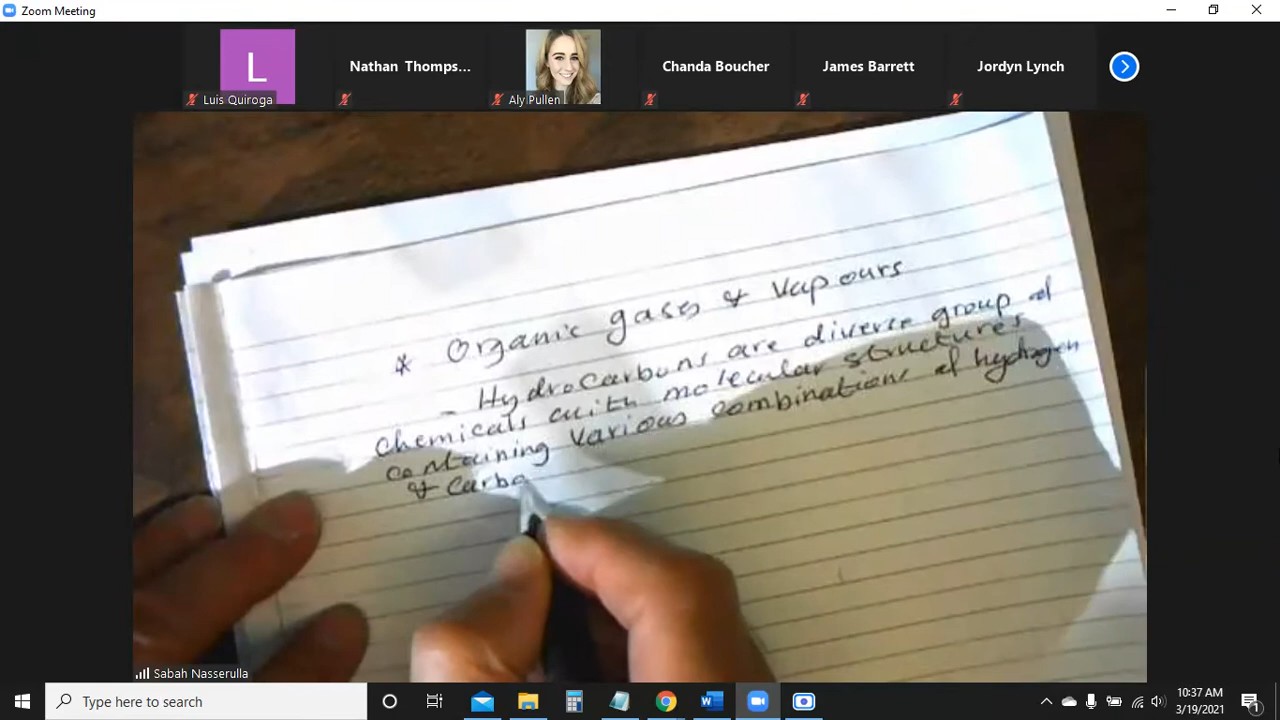 Zoom Meeting
L
Luis Quiroga
Nathan Thomps...
Aly Pullen
Chanda Boucher
James Barrett
Jordyn Lynch
* Organic gases & Vapours
- Hydrocarbons are diverse group of
chemicals with molecular structures
containing various combinations of hydrogen
& Carbo
Sabah Nasserulla
Type here to search
10:37 AM
3/19/2021
1